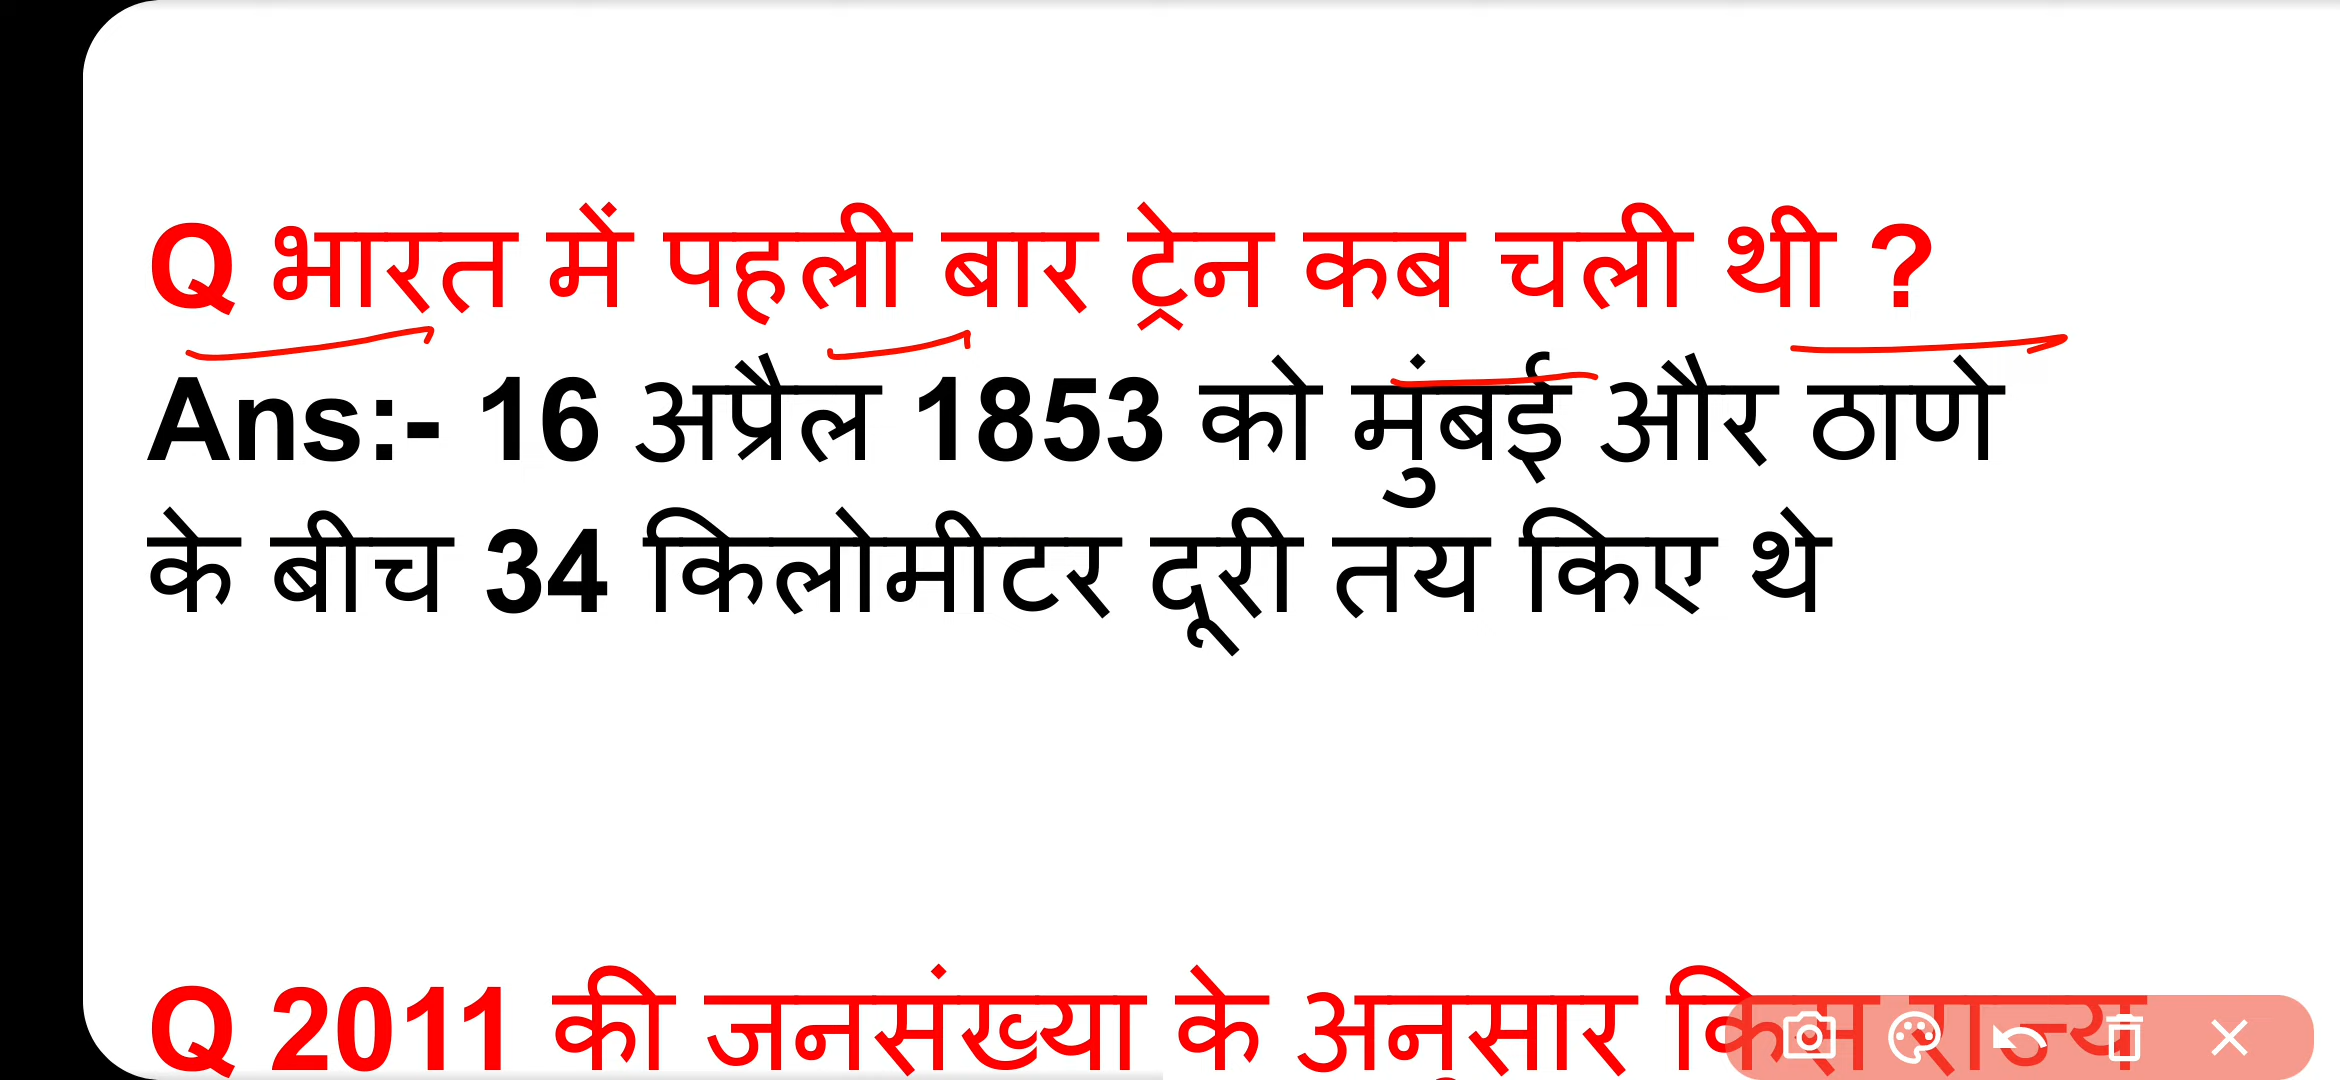 Q भारत में पहली बार ट्रेन कब चली थी ?
Ans:- 16 अप्रैल 1853 को मुंबई और ठाणे
के बीच 34 किलोमीटर दूरी तय किए थे
Q 2011 की जनसंख्या के अनुसार किस राज्य